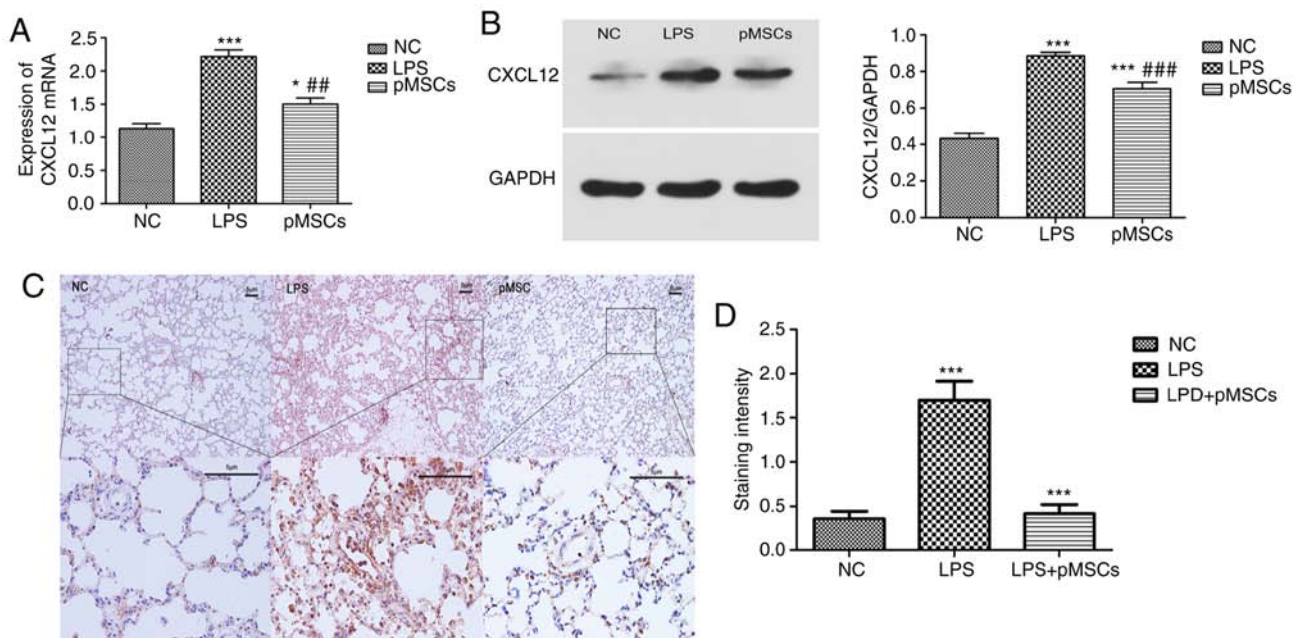 A
Expression of
CXCL12 mRNA
2.5
2.0
1.5
1.0
0.5
0.0
***
* ##
NC
LPS
pMSCs
NC
LPS
pMSCs
B
NC
LPS
pMSCs
CXCL12
GAPDH
CXCL12/GAPDH
1.0
0.8
0.6
0.4
0.2
0.0
***
*** ###
NC
LPS
pMSCs
NC
LPS
pMSCs
C
NC
LPS
pMSC
5μm
D
Staining intensity
2.5
2.0
1.5
1.0
0.5
0.0
***
***
NC
LPS
LPS+pMSCs
NC
LPS
LPD+pMSCs